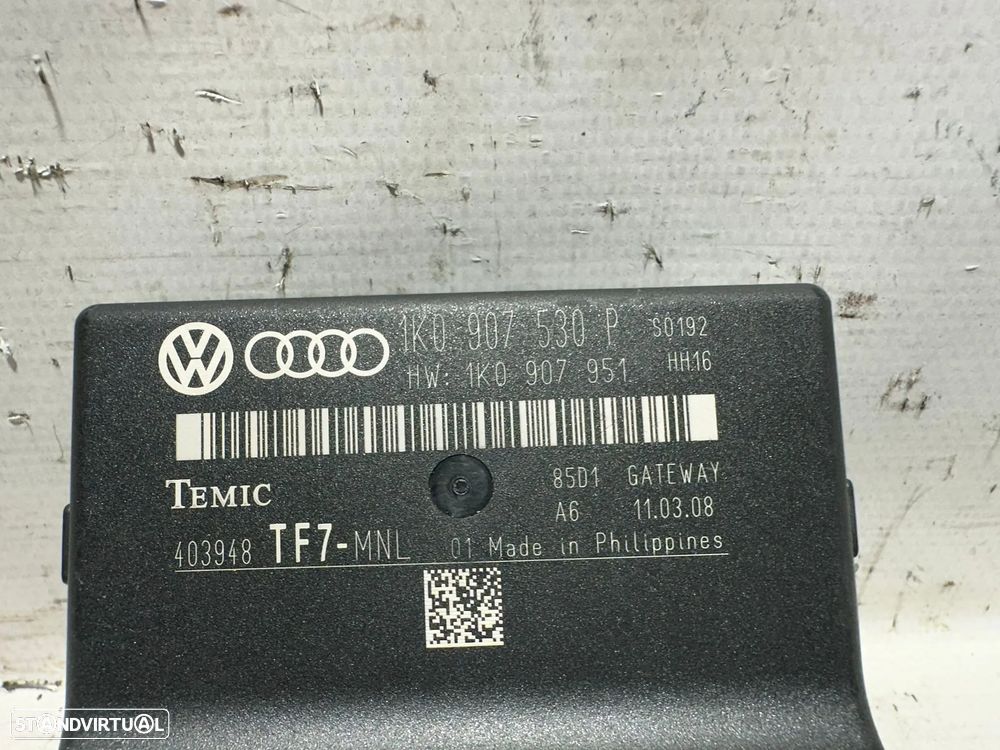 1K0 907 530 P S0192
HW: 1K0 907 951 HH16
TEMIC 85D1 GATEWAY
A6 11.03.08
403948 TF7-MNL 01 Made in Philippines
STANDVIRTUAL